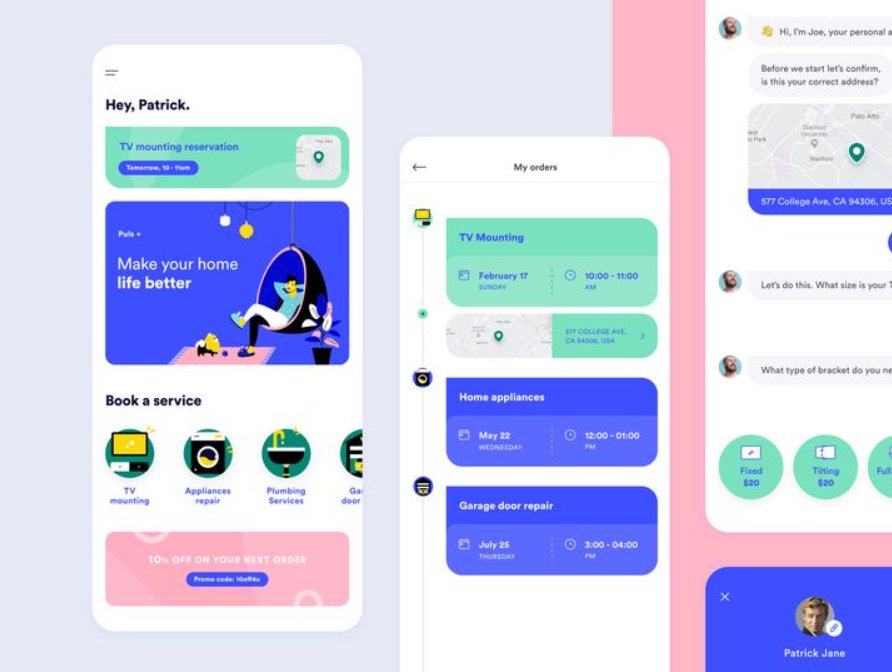 Hey, Patrick.
TV mounting reservation
Tomorrow, 10 - 11am
Palo Alto
Puls +
Make your home
life better
Book a service
TV
mounting
Appliances
repair
Plumbing
Services
Ga
door
10% OFF ON YOUR NEXT ORDER
Promo code: 10off4u
My orders
TV Mounting
February 17
SUNDAY
10:00 - 11:00
AM
577 COLLEGE AVE,
CA 94306, USA
Home appliances
May 22
WEDNESDAY
12:00 - 01:00
PM
Garage door repair
July 25
THURSDAY
3:00 - 04:00
PM
Hi, I'm Joe, your personal a
Before we start let's confirm,
is this your correct address?
Palo Alto
Stanford
University
Stanford
o Park
577 College Ave, CA 94306, US
Let's do this. What size is your T
What type of bracket do you ne
Fixed
$20
Tilting
$20
Full
Patrick Jane